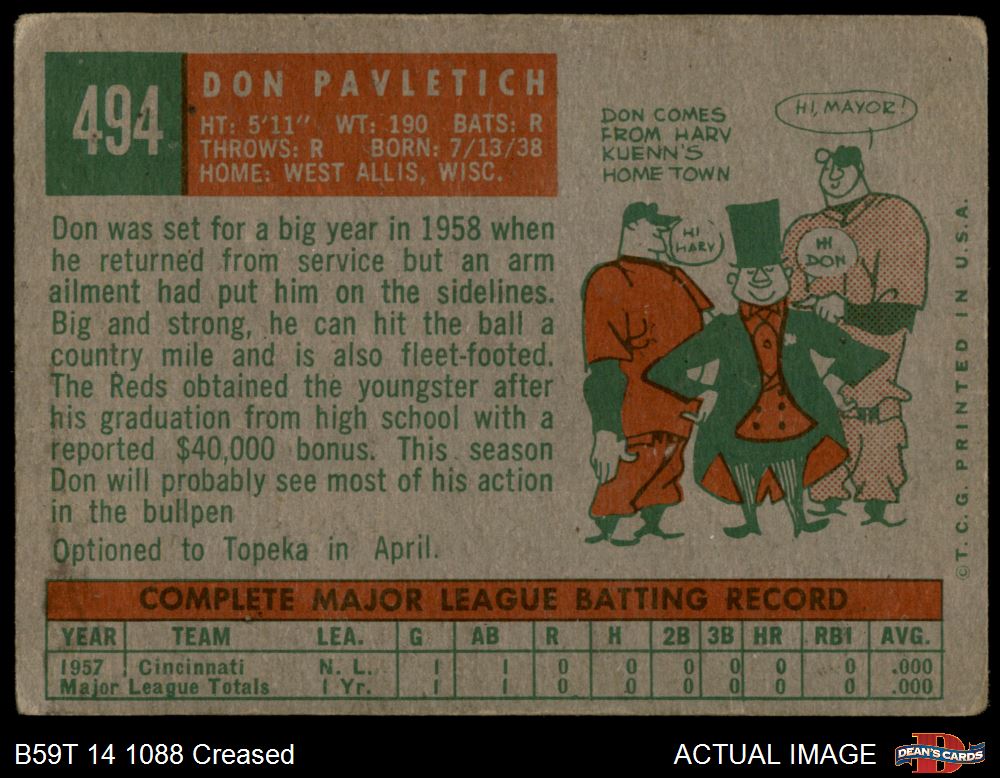 494
DON PAVLETICH
HT: 5'11" WT: 190 BATS: R
THROWS: R BORN: 7/13/38
HOME: WEST ALLIS, WISC.
DON COMES
FROM HARV
KUENN'S
HOME TOWN
HI, MAYOR!
HI
HARV
HI
DON
Don was set for a big year in 1958 when
he returned from service but an arm
ailment had put him on the sidelines.
Big and strong, he can hit the ball a
country mile and is also fleet-footed.
The Reds obtained the youngster after
his graduation from high school with a
reported $40,000 bonus. This season
Don will probably see most of his action
in the bullpen
Optioned to Topeka in April.
COMPLETE MAJOR LEAGUE BATTING RECORD
YEAR TEAM LEA. G AB R H 2B 3B HR RBI AVG.
1957 Cincinnati N. L. 1 1 0 0 0 0 0 0 .000
Major League Totals 1 Yr. 1 1 0 0 0 0 0 0 .000
© T. C. G. PRINTED IN U.S.A.
B59T 14 1088 Creased
ACTUAL IMAGE
DEAN'S CARDS